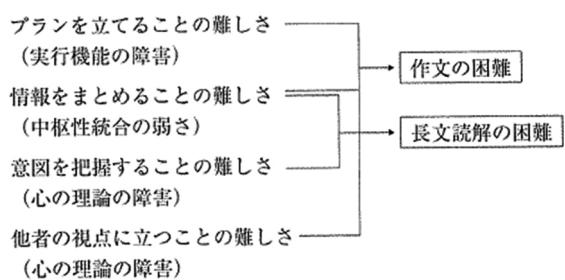 プランを立てることの難しさ
（実行機能の障害）
情報をまとめることの難しさ
（中枢性統合の弱さ）
意図を把握することの難しさ
（心の理論の障害）
他者の視点に立つことの難しさ
（心の理論の障害）
作文の困難
長文読解の困難